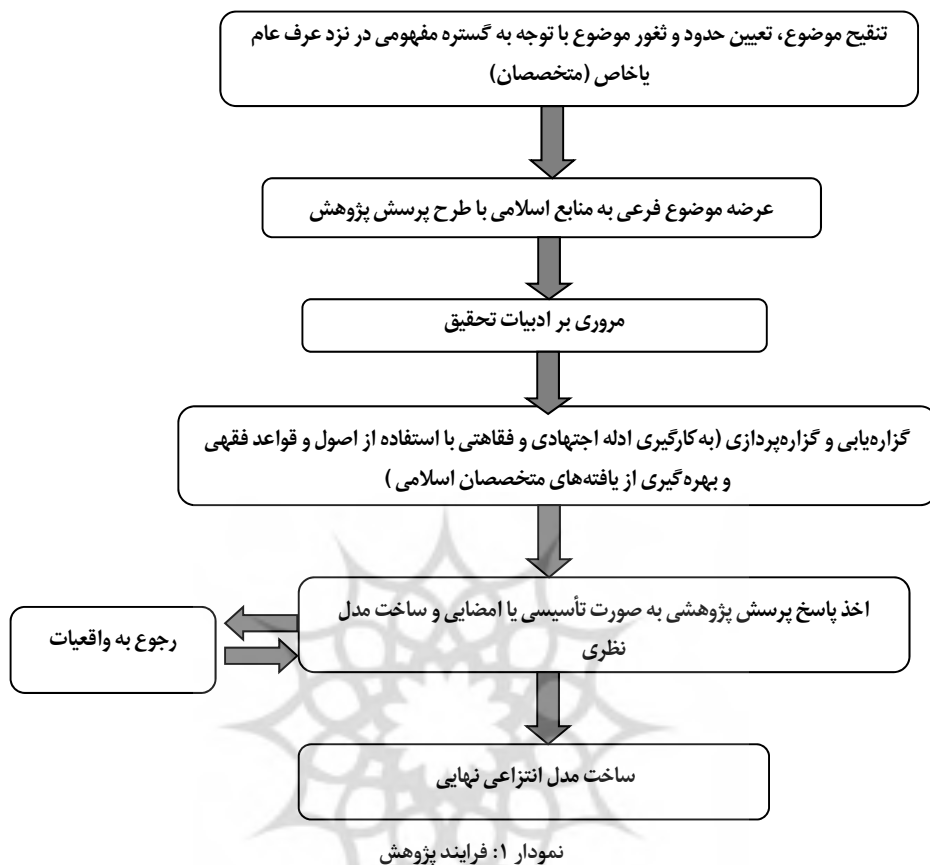 تنقیح موضوع، تعیین حدود و ثغور موضوع با توجه به گستره مفهومی در نزد عرف عام
یاخاص (متخصصان)
عرضه موضوع فرعی به منابع اسلامی با طرح پرسش پژوهش
مروری بر ادبیات تحقیق
گزاره‌یابی و گزاره‌پردازی (به‌کارگیری ادله اجتهادی و فقاهتی با استفاده از اصول و قواعد فقهی
و بهره‌گیری از یافته‌های متخصصان اسلامی )
اخذ پاسخ پرسش پژوهشی به صورت تأسیسی یا امضایی و ساخت مدل
نظری
رجوع به واقعیات
ساخت مدل انتزاعی نهایی
نمودار ۱: فرایند پژوهش